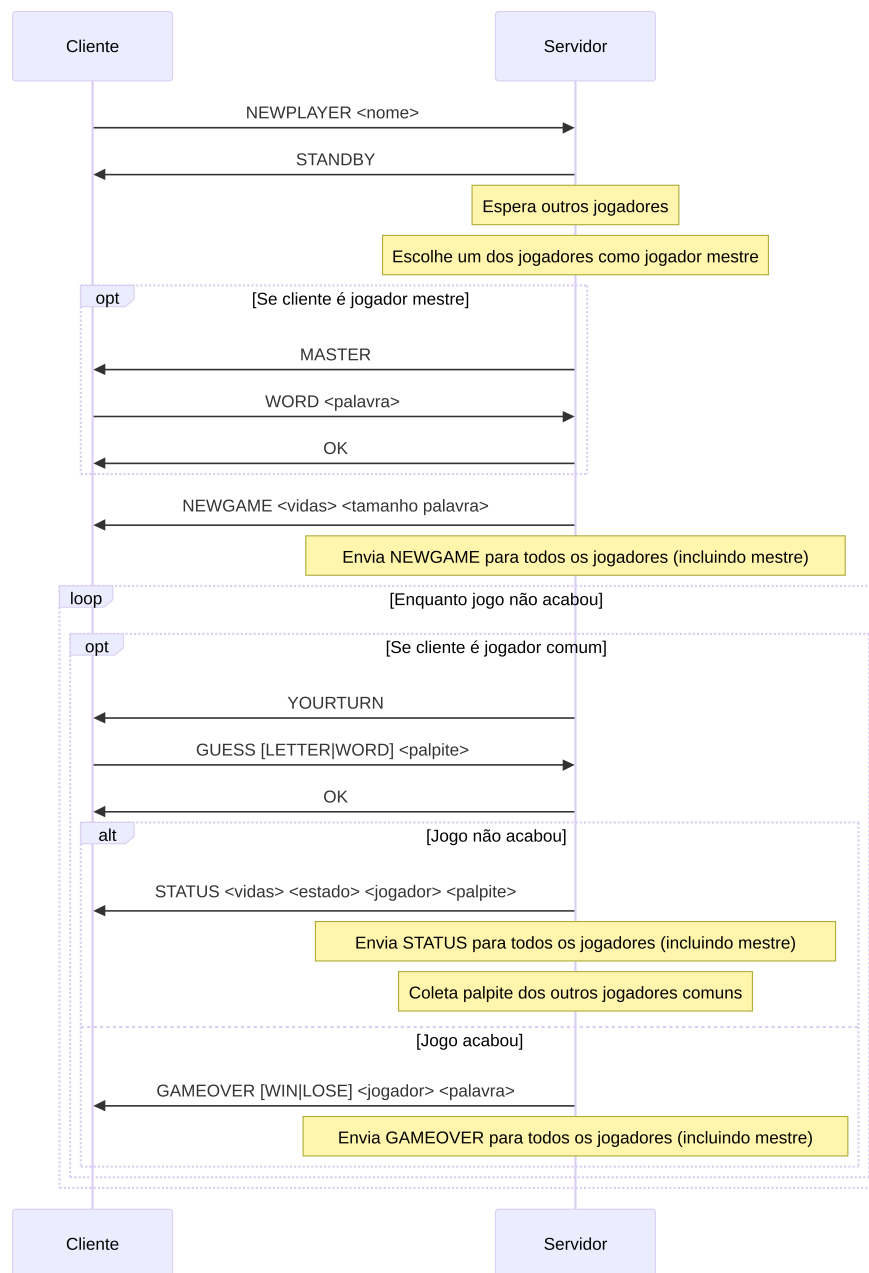 Cliente
Servidor
NEWPLAYER <nome>
STANDBY
Espera outros jogadores
Escolhe um dos jogadores como jogador mestre
opt
[Se cliente é jogador mestre]
MASTER
WORD <palavra>
OK
NEWGAME <vidas> <tamanho palavra>
Envia NEWGAME para todos os jogadores (incluindo mestre)
loop
[Enquanto jogo não acabou]
opt
[Se cliente é jogador comum]
YOURTURN
GUESS [LETTER|WORD] <palpite>
OK
alt
[Jogo não acabou]
STATUS <vidas> <estado> <jogador> <palpite>
Envia STATUS para todos os jogadores (incluindo mestre)
Coleta palpite dos outros jogadores comuns
[Jogo acabou]
GAMEOVER [WIN|LOSE] <jogador> <palavra>
Envia GAMEOVER para todos os jogadores (incluindo mestre)
Cliente
Servidor